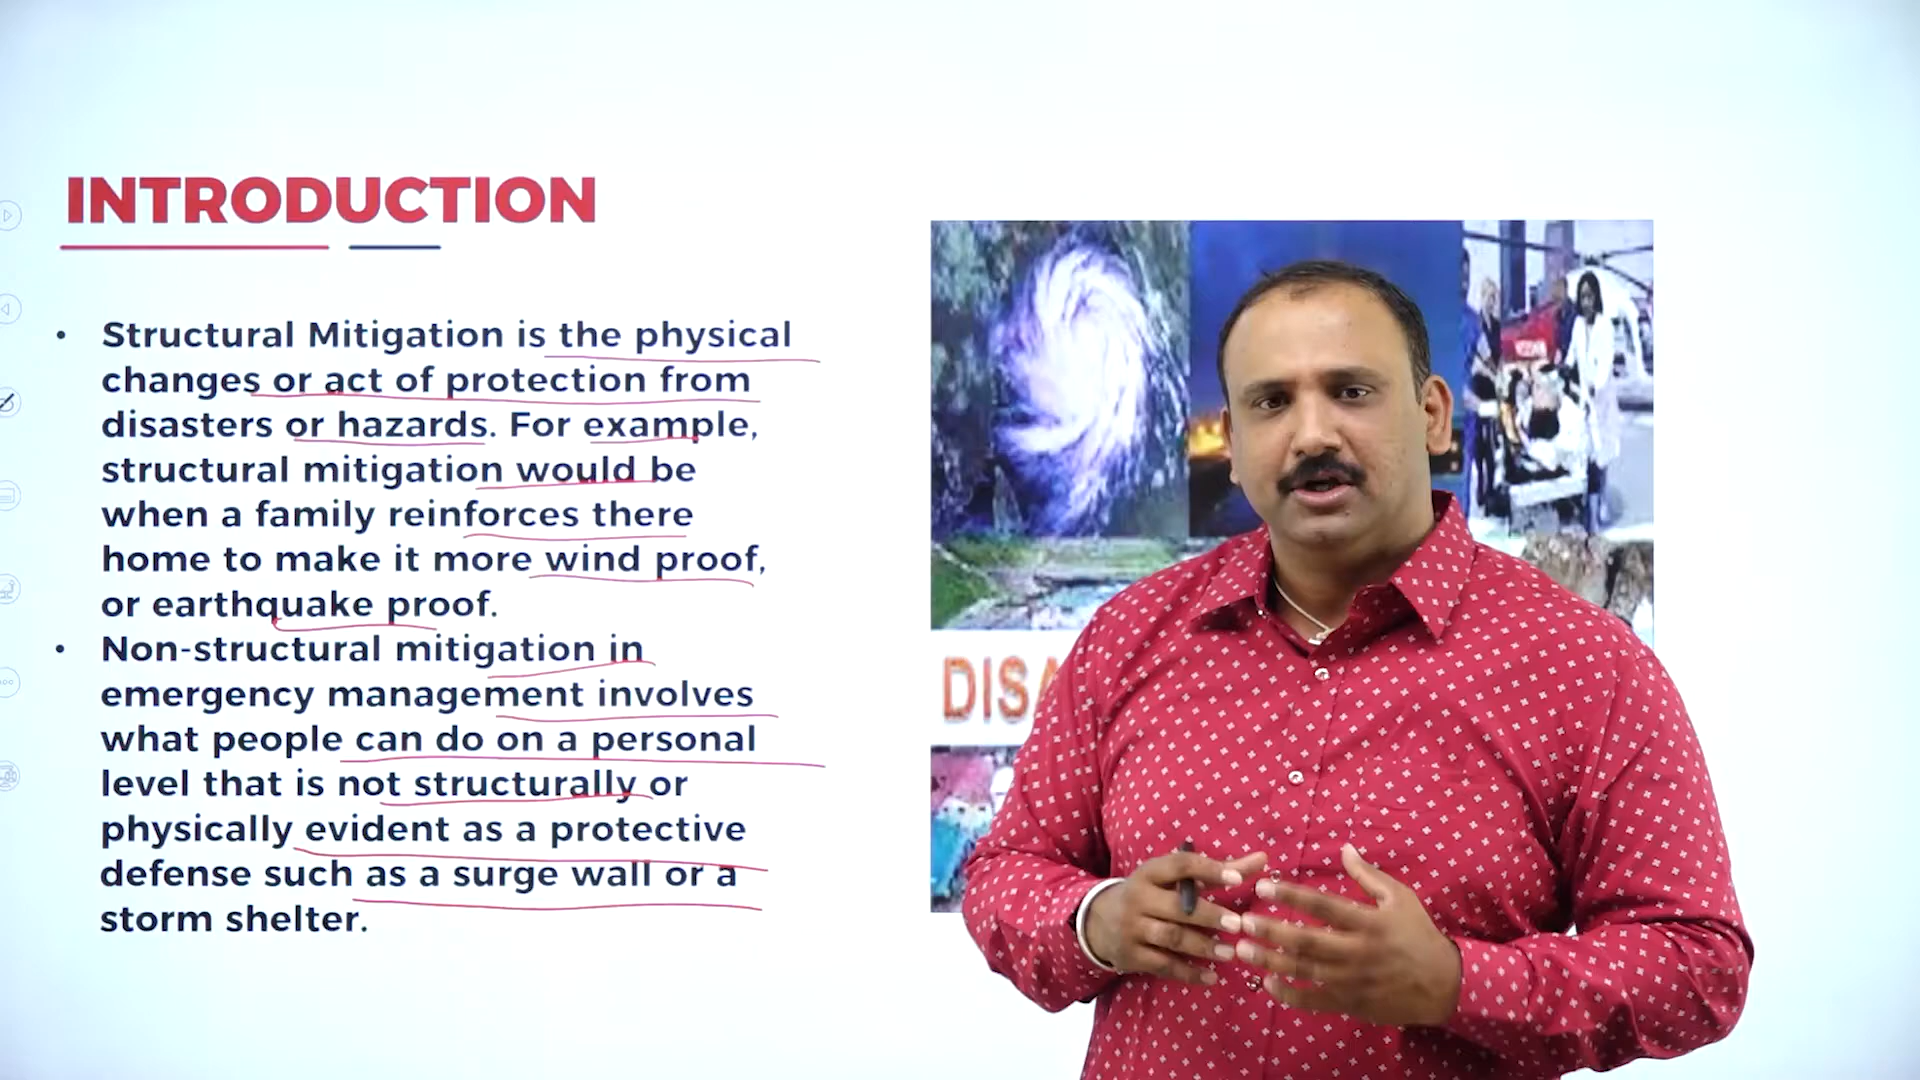 INTRODUCTION
• Structural Mitigation is the physical
changes or act of protection from
disasters or hazards. For example,
structural mitigation would be
when a family reinforces there
home to make it more wind proof,
or earthquake proof.
• Non-structural mitigation in
emergency management involves
what people can do on a personal
level that is not structurally or
physically evident as a protective
defense such as a surge wall or a
storm shelter.
DISA